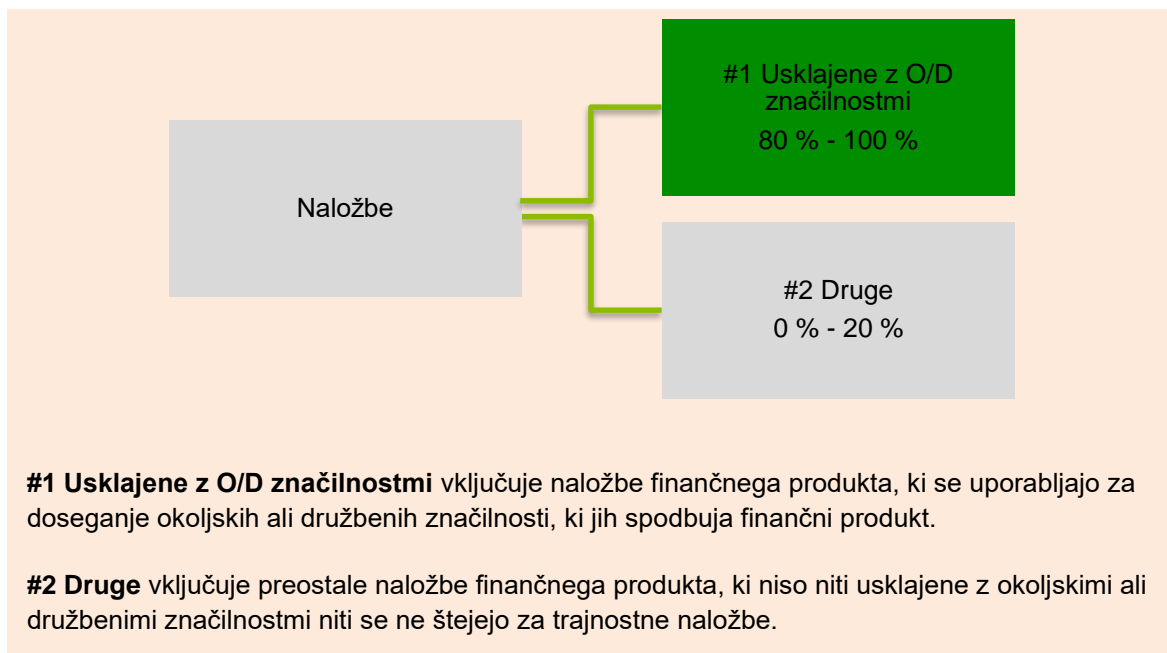 #1 Usklajene z O/D
značilnostmi
80 % - 100 %
Naložbe
#2 Druge
0 % - 20 %
#1 Usklajene z O/D značilnostmi vključuje naložbe finančnega produkta, ki se uporabljajo za
doseganje okoljskih ali družbenih značilnosti, ki jih spodbuja finančni produkt.
#2 Druge vključuje preostale naložbe finančnega produkta, ki niso niti usklajene z okoljskimi ali
družbenimi značilnostmi niti se ne štejejo za trajnostne naložbe.